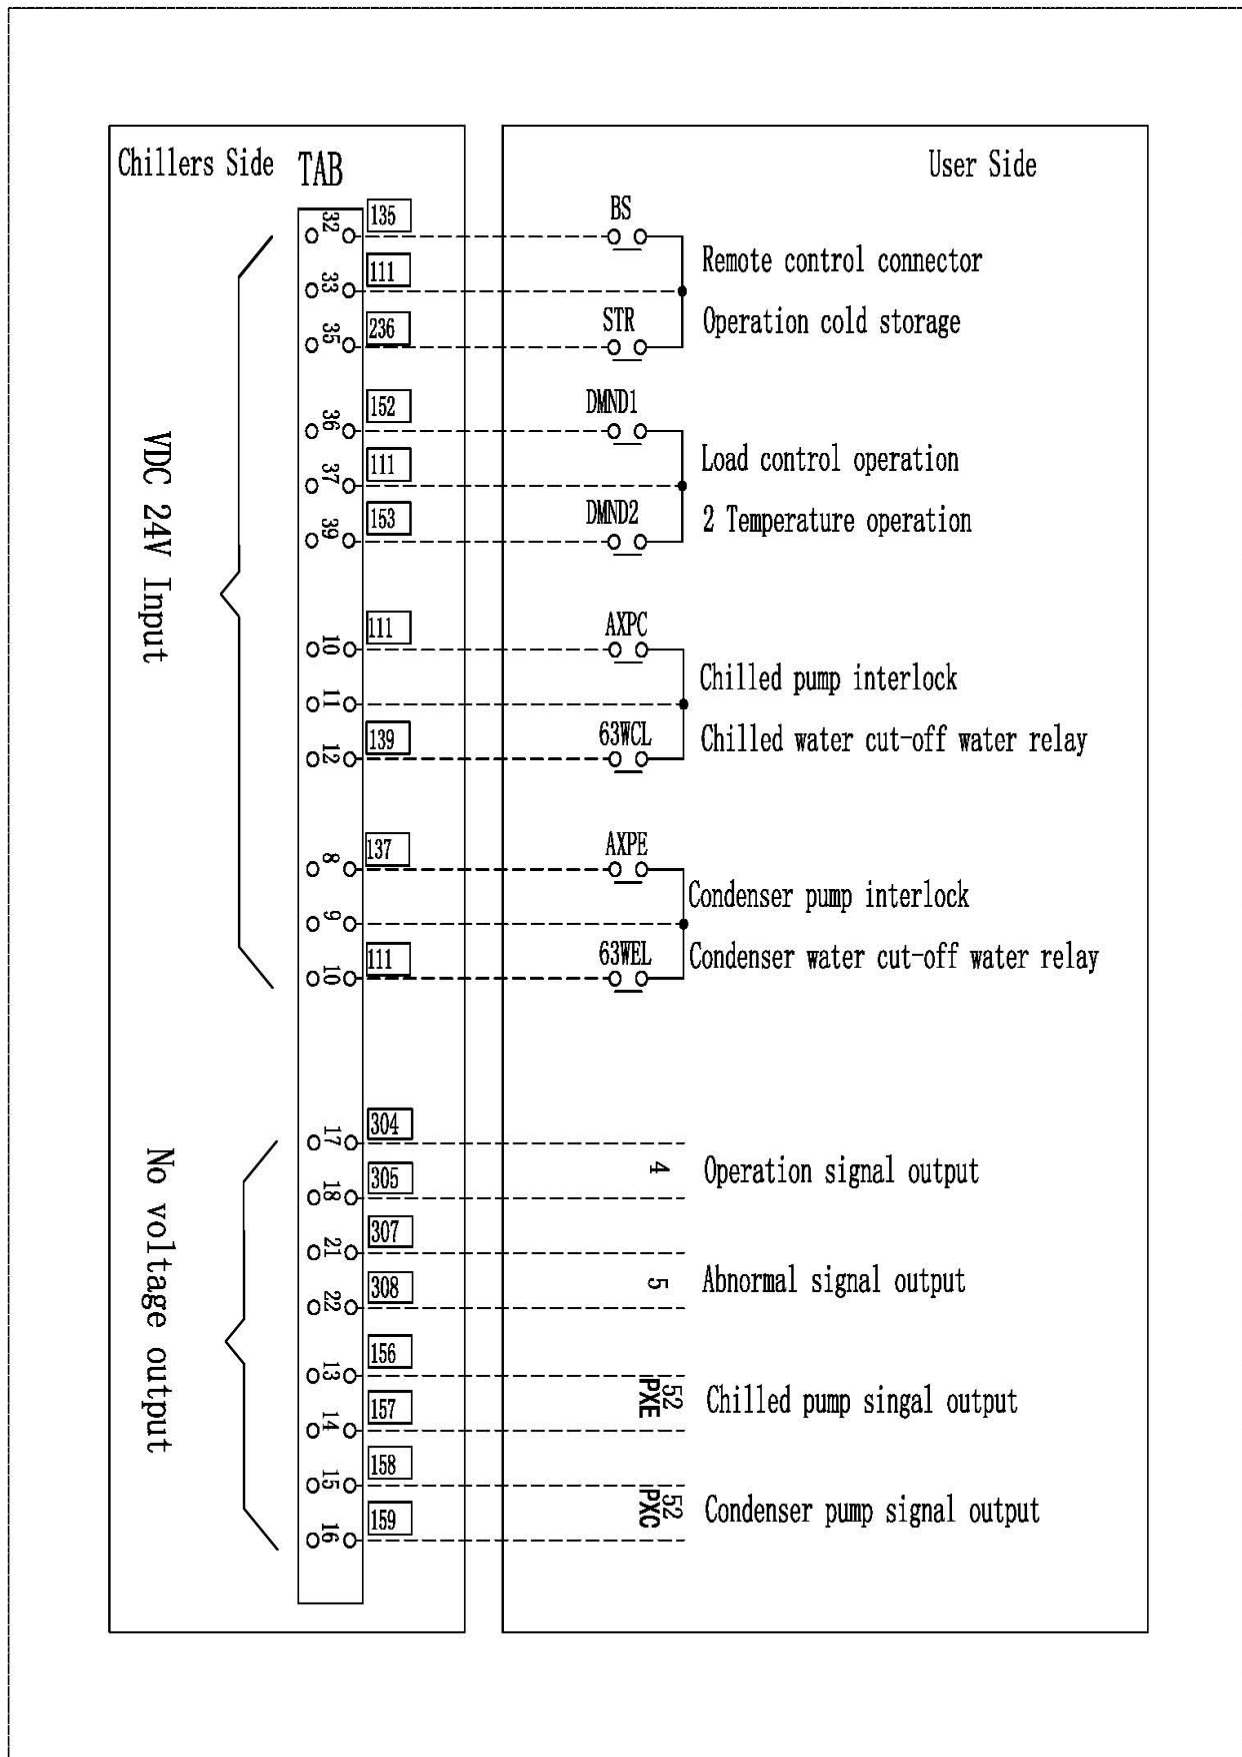 Chillers Side TAB
User Side
VDC 24V Input
32 135 BS
Remote control connector
33 111
35 236 STR
Operation cold storage
36 152 DMND1
Load control operation
37 111
39 153 DMND2
2 Temperature operation
10 111 AXPC
Chilled pump interlock
11
12 139 63WCL
Chilled water cut-off water relay
8 137 AXPE
Condenser pump interlock
9
10 111 63WEL
Condenser water cut-off water relay
No voltage output
17 304
4 Operation signal output
18 305
21 307
5 Abnormal signal output
22 308
13 156
52
PXE
Chilled pump singal output
14 157
15 158
52
PXC
Condenser pump signal output
16 159